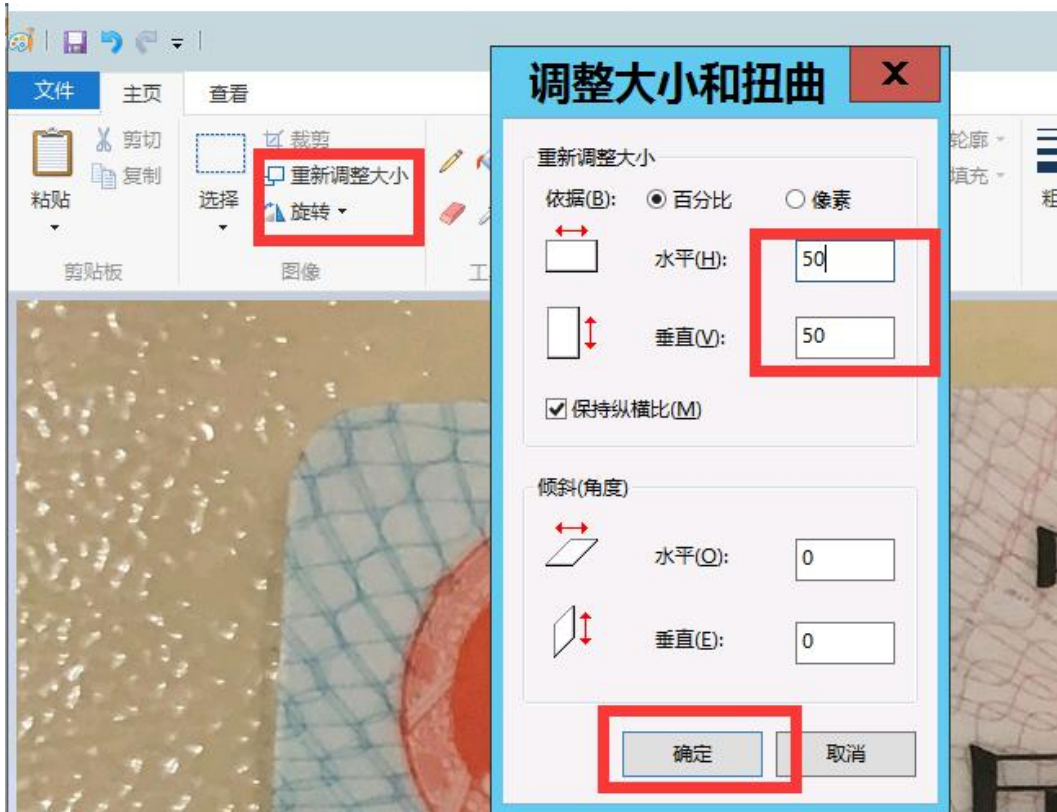 调整大小和扭曲 X
文件 主页 查看
剪切
复制
粘贴
剪贴板
裁剪
重新调整大小
旋转
选择
图像
轮廓
填充
重新调整大小
依据(B): 百分比 像素
水平(H): 50
垂直(V): 50
保持纵横比(M)
倾斜(角度)
水平(O): 0
垂直(E): 0
确定 取消